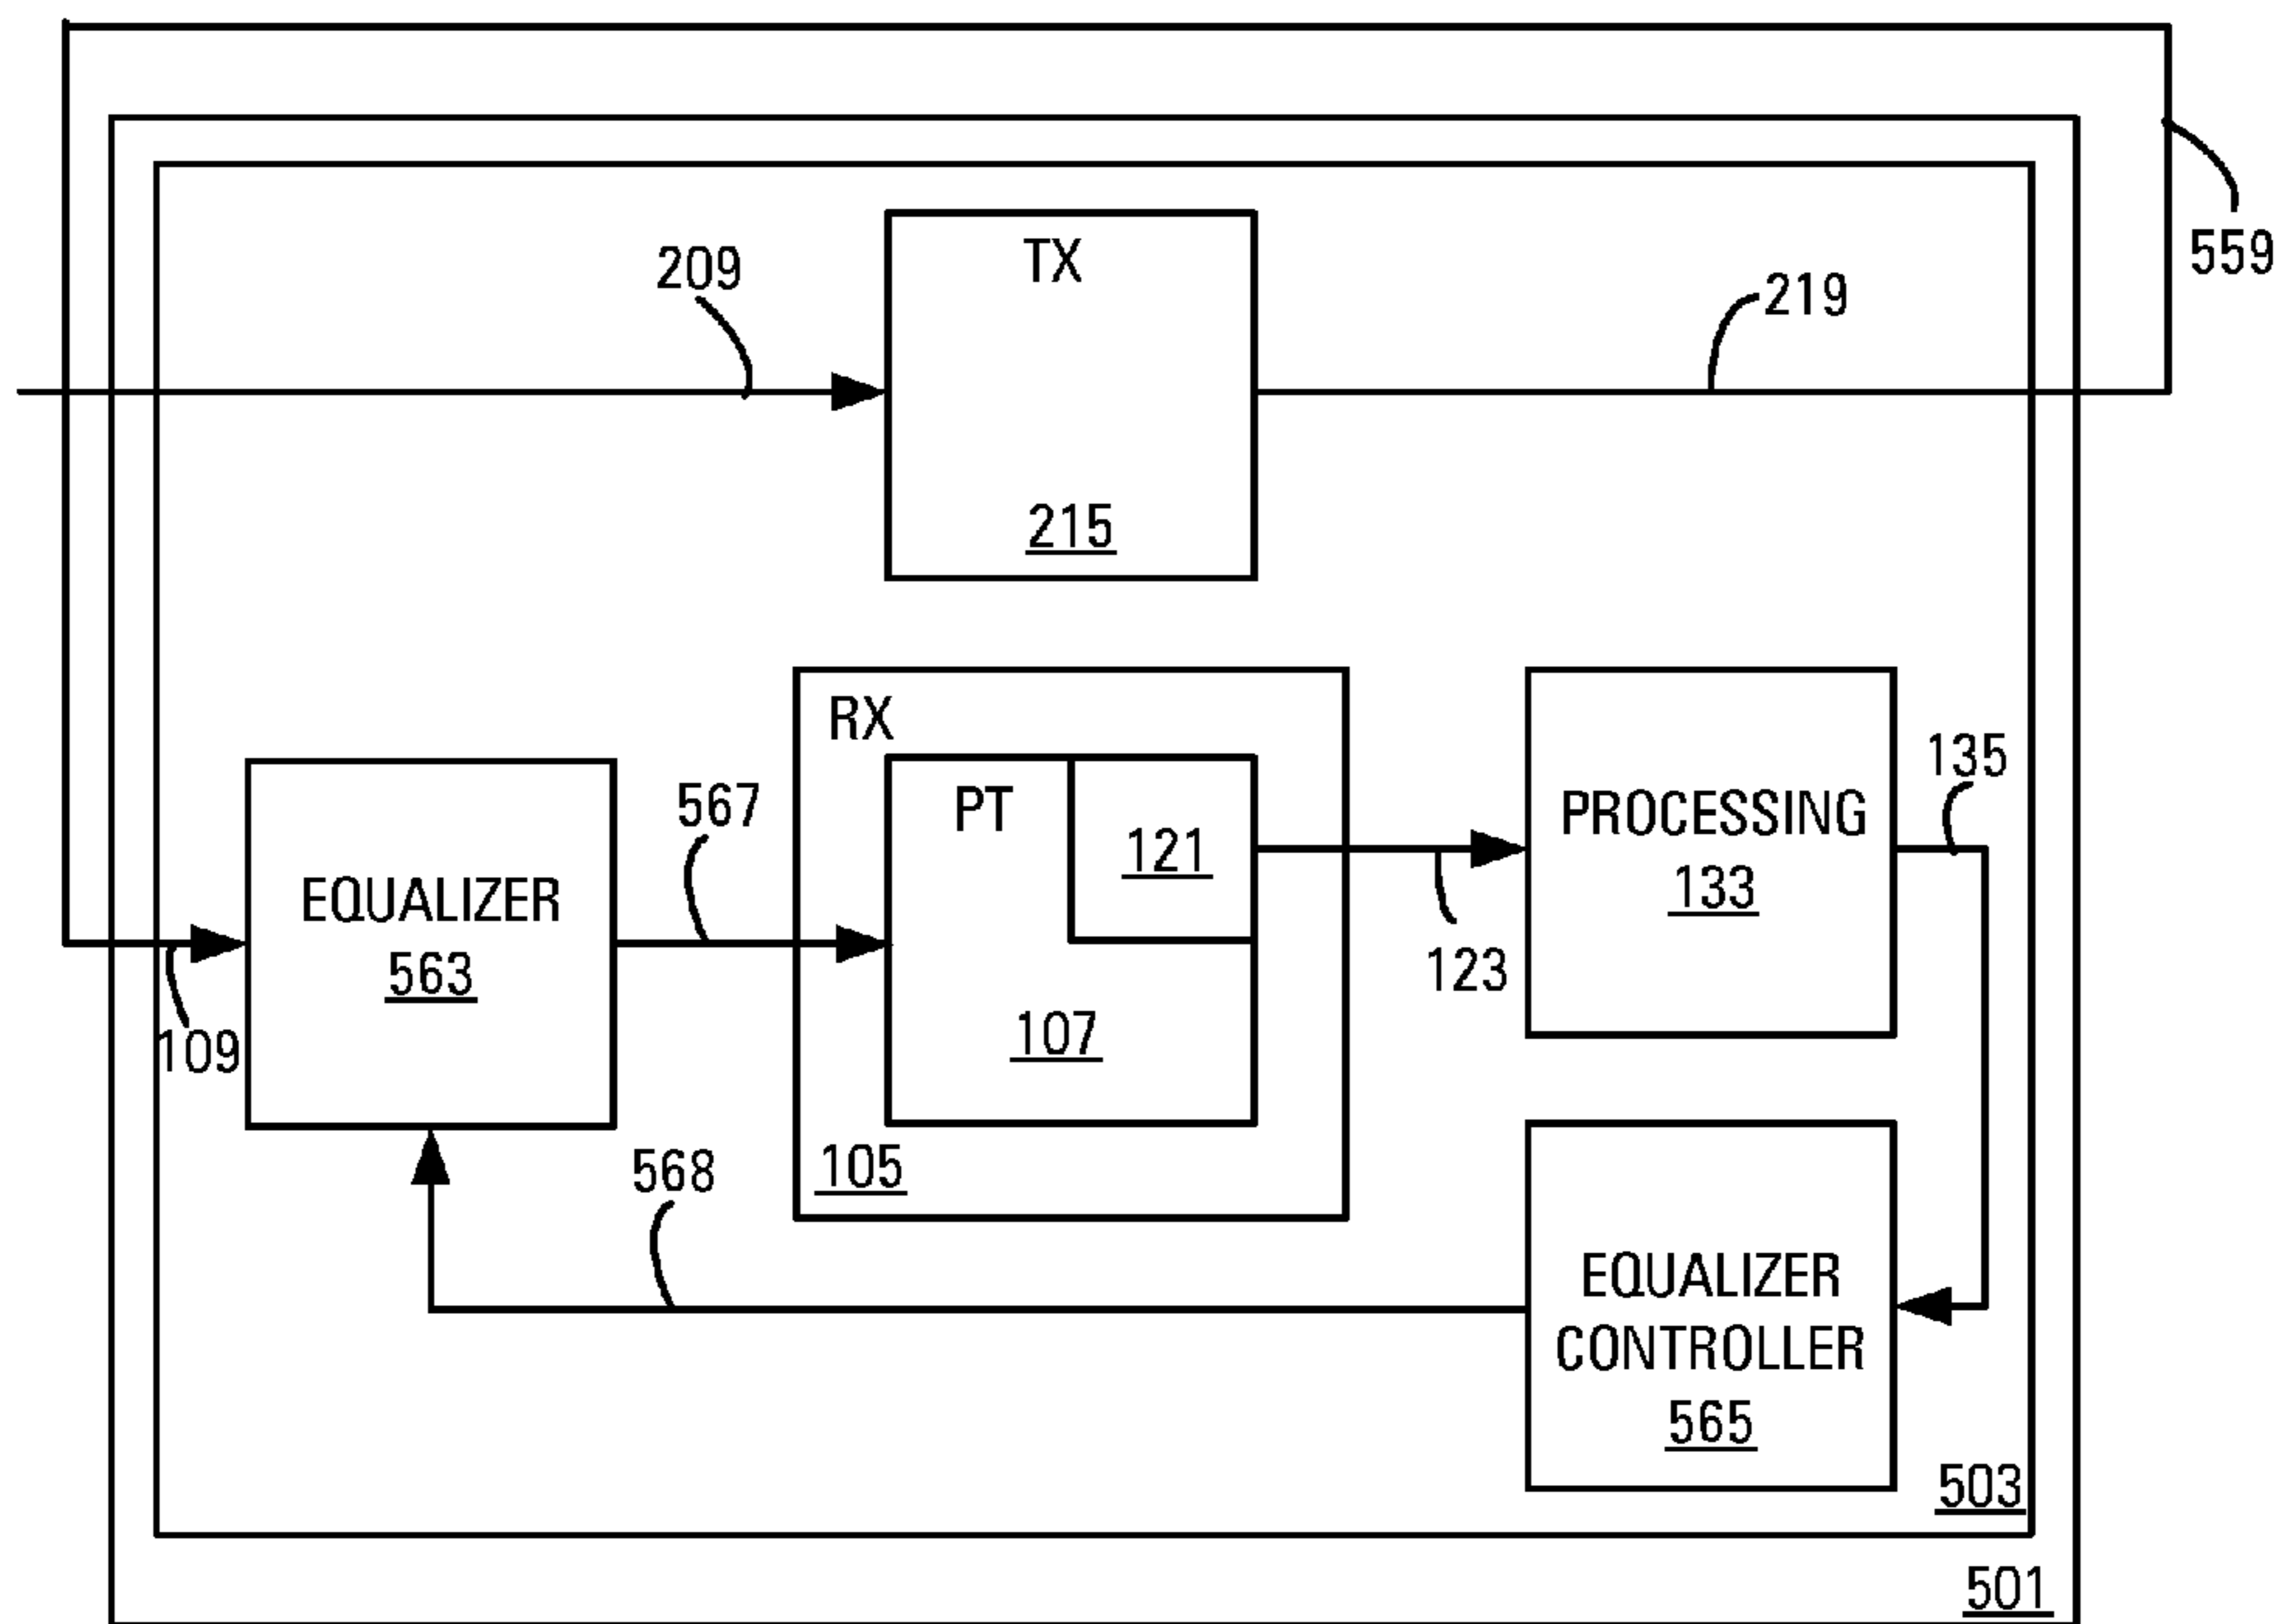 TX
209
559
219
215
RX
135
567
PT
PROCESSING
121
133
EQUALIZER
563
123
107
109
105
568
EQUALIZER
CONTROLLER
565
503
501